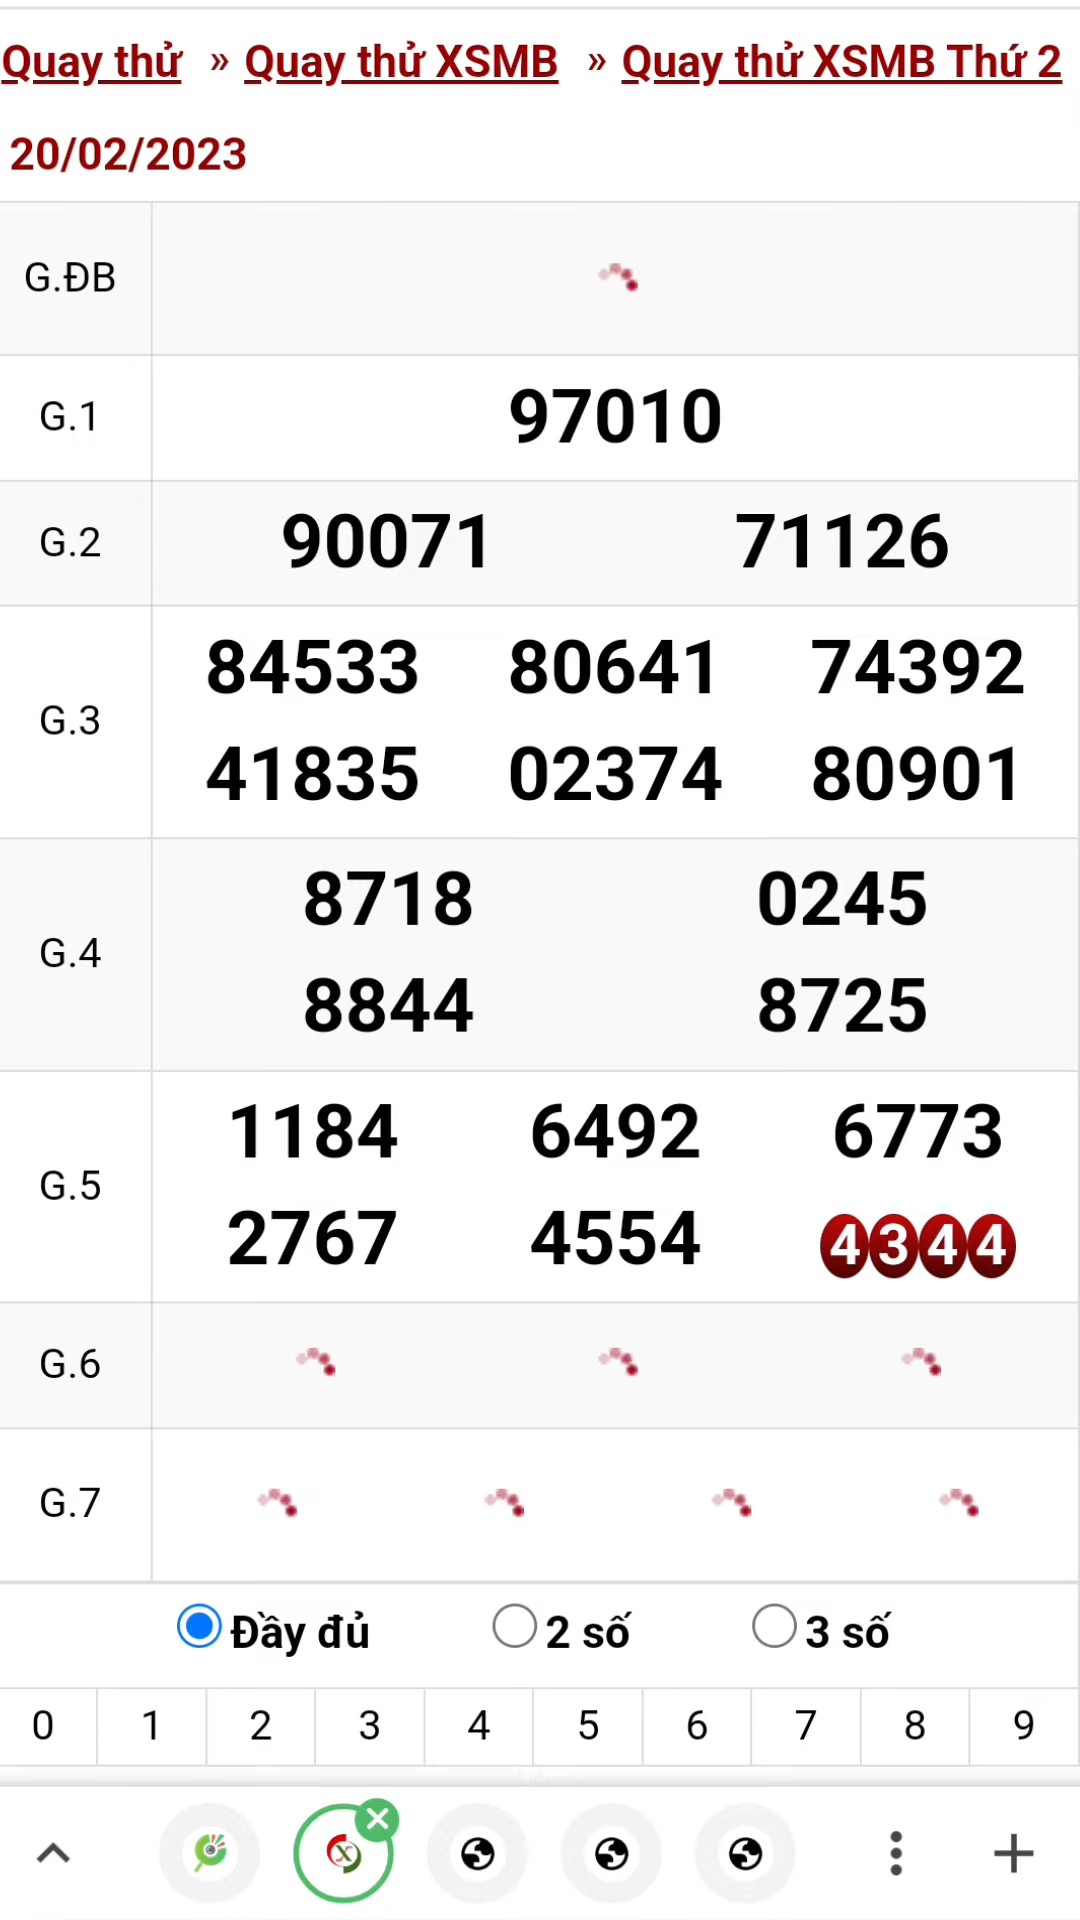 Quay thử » Quay thử XSMB » Quay thử XSMB Thứ 2
20/02/2023
G.ĐB
G.1 97010
G.2 90071 71126
G.3 84533 80641 74392
41835 02374 80901
G.4 8718 0245
8844 8725
G.5 1184 6492 6773
2767 4554 4344
G.6
G.7
Đầy đủ 2 số 3 số
0 1 2 3 4 5 6 7 8 9